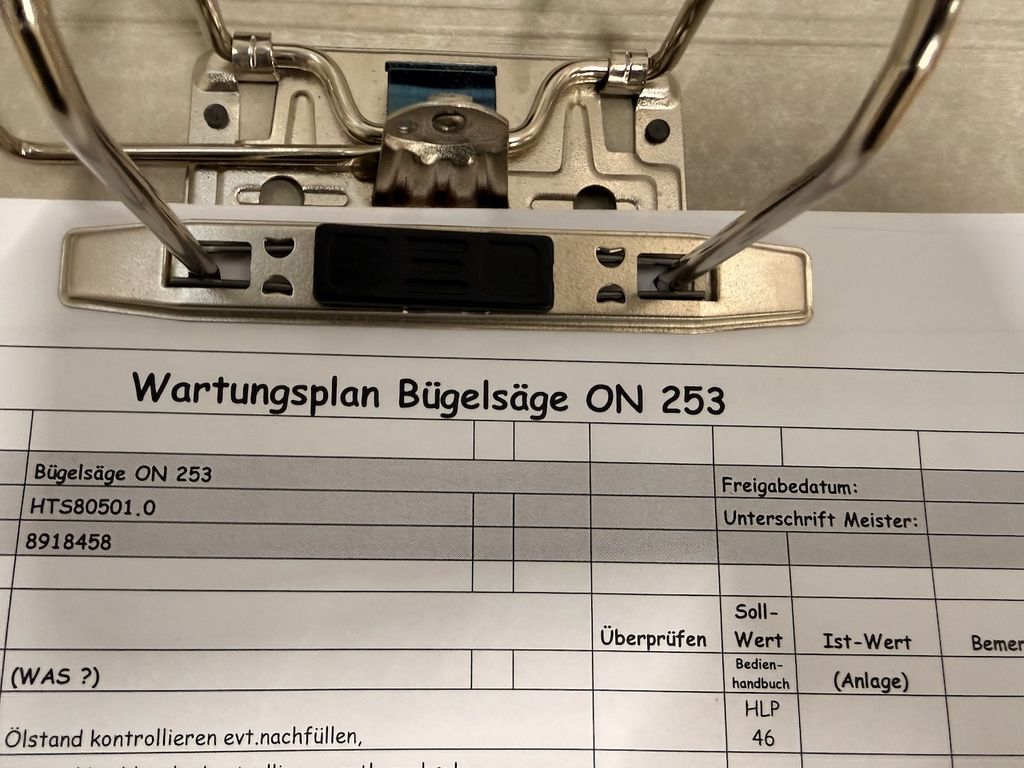 Wartungsplan Bügelsäge ON 253
Bügelsäge ON 253
Freigabedatum:
HTS80501.0
Unterschrift Meister:
8918458
Überprüfen
Soll-
Wert
Ist-Wert
(WAS ?)
Bedien-
handbuch
(Anlage)
Ölstand kontrollieren evt.nachfüllen,
HLP
46